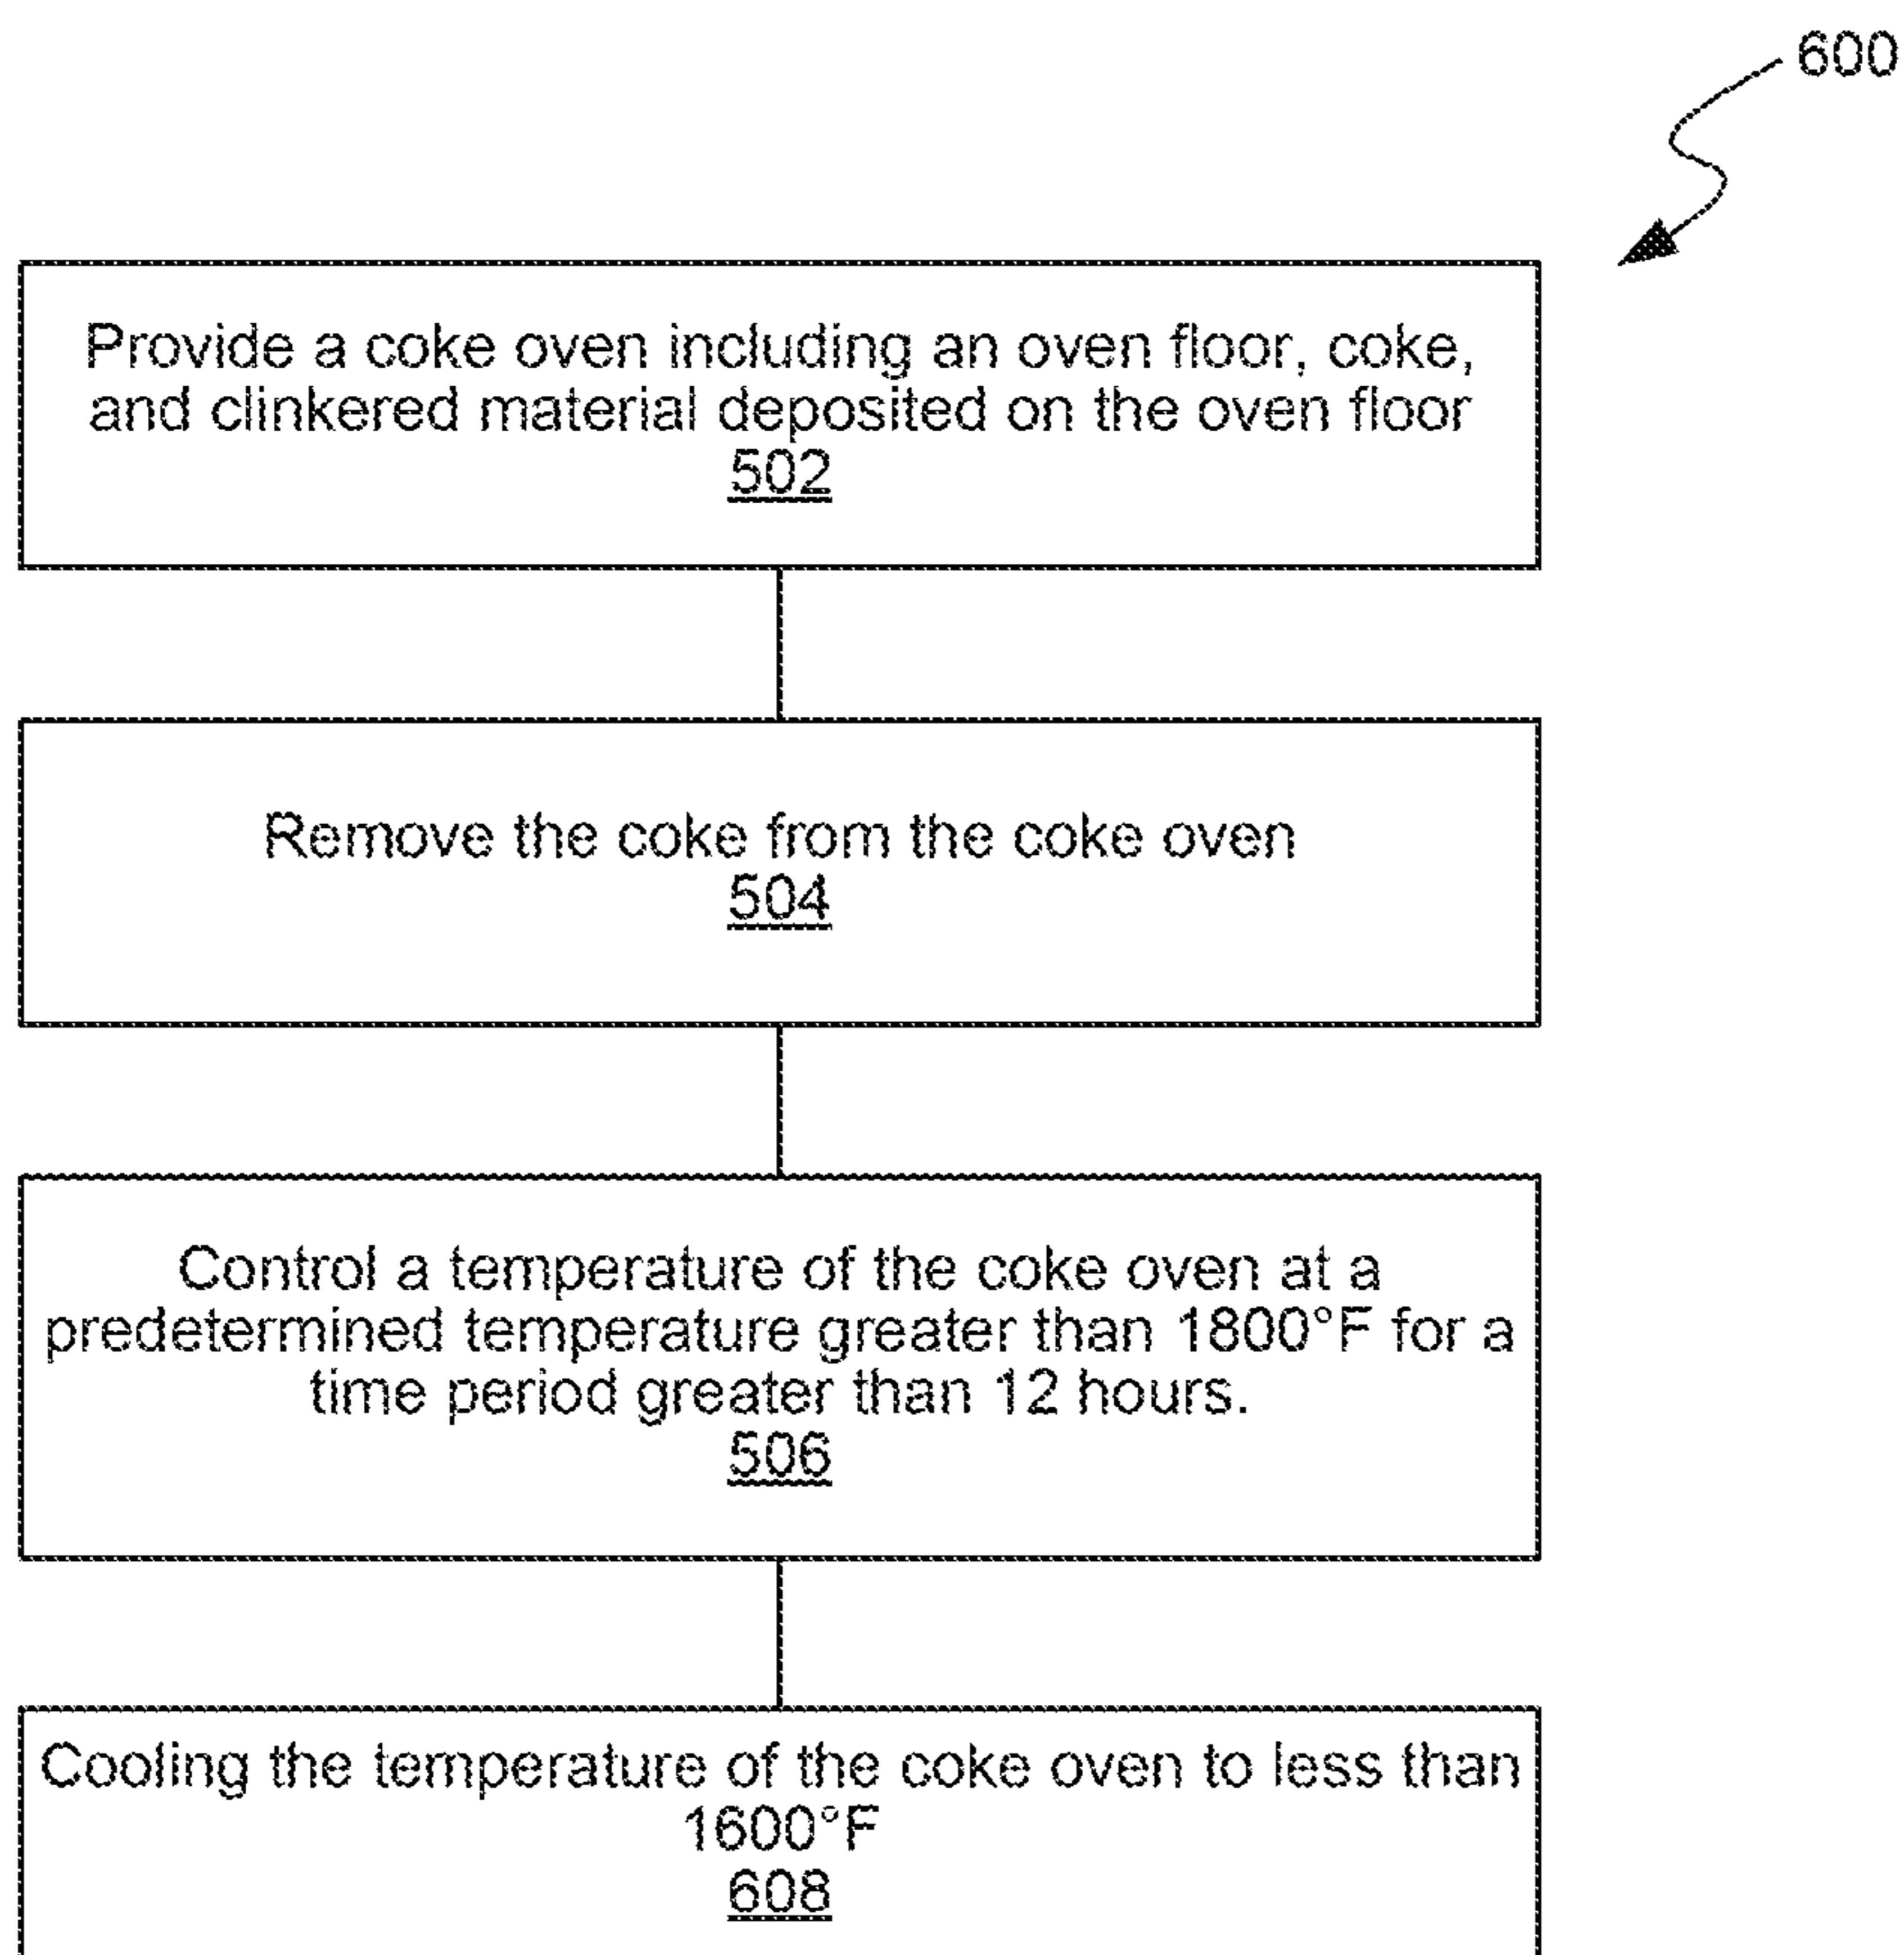 600
Provide a coke oven including an oven floor, coke,
and clinkered material deposited on the oven floor
502
Remove the coke from the coke oven
504
Control a temperature of the coke oven at a
predetermined temperature greater than 1800°F for a
time period greater than 12 hours.
506
Cooling the temperature of the coke oven to less than
1600°F
608